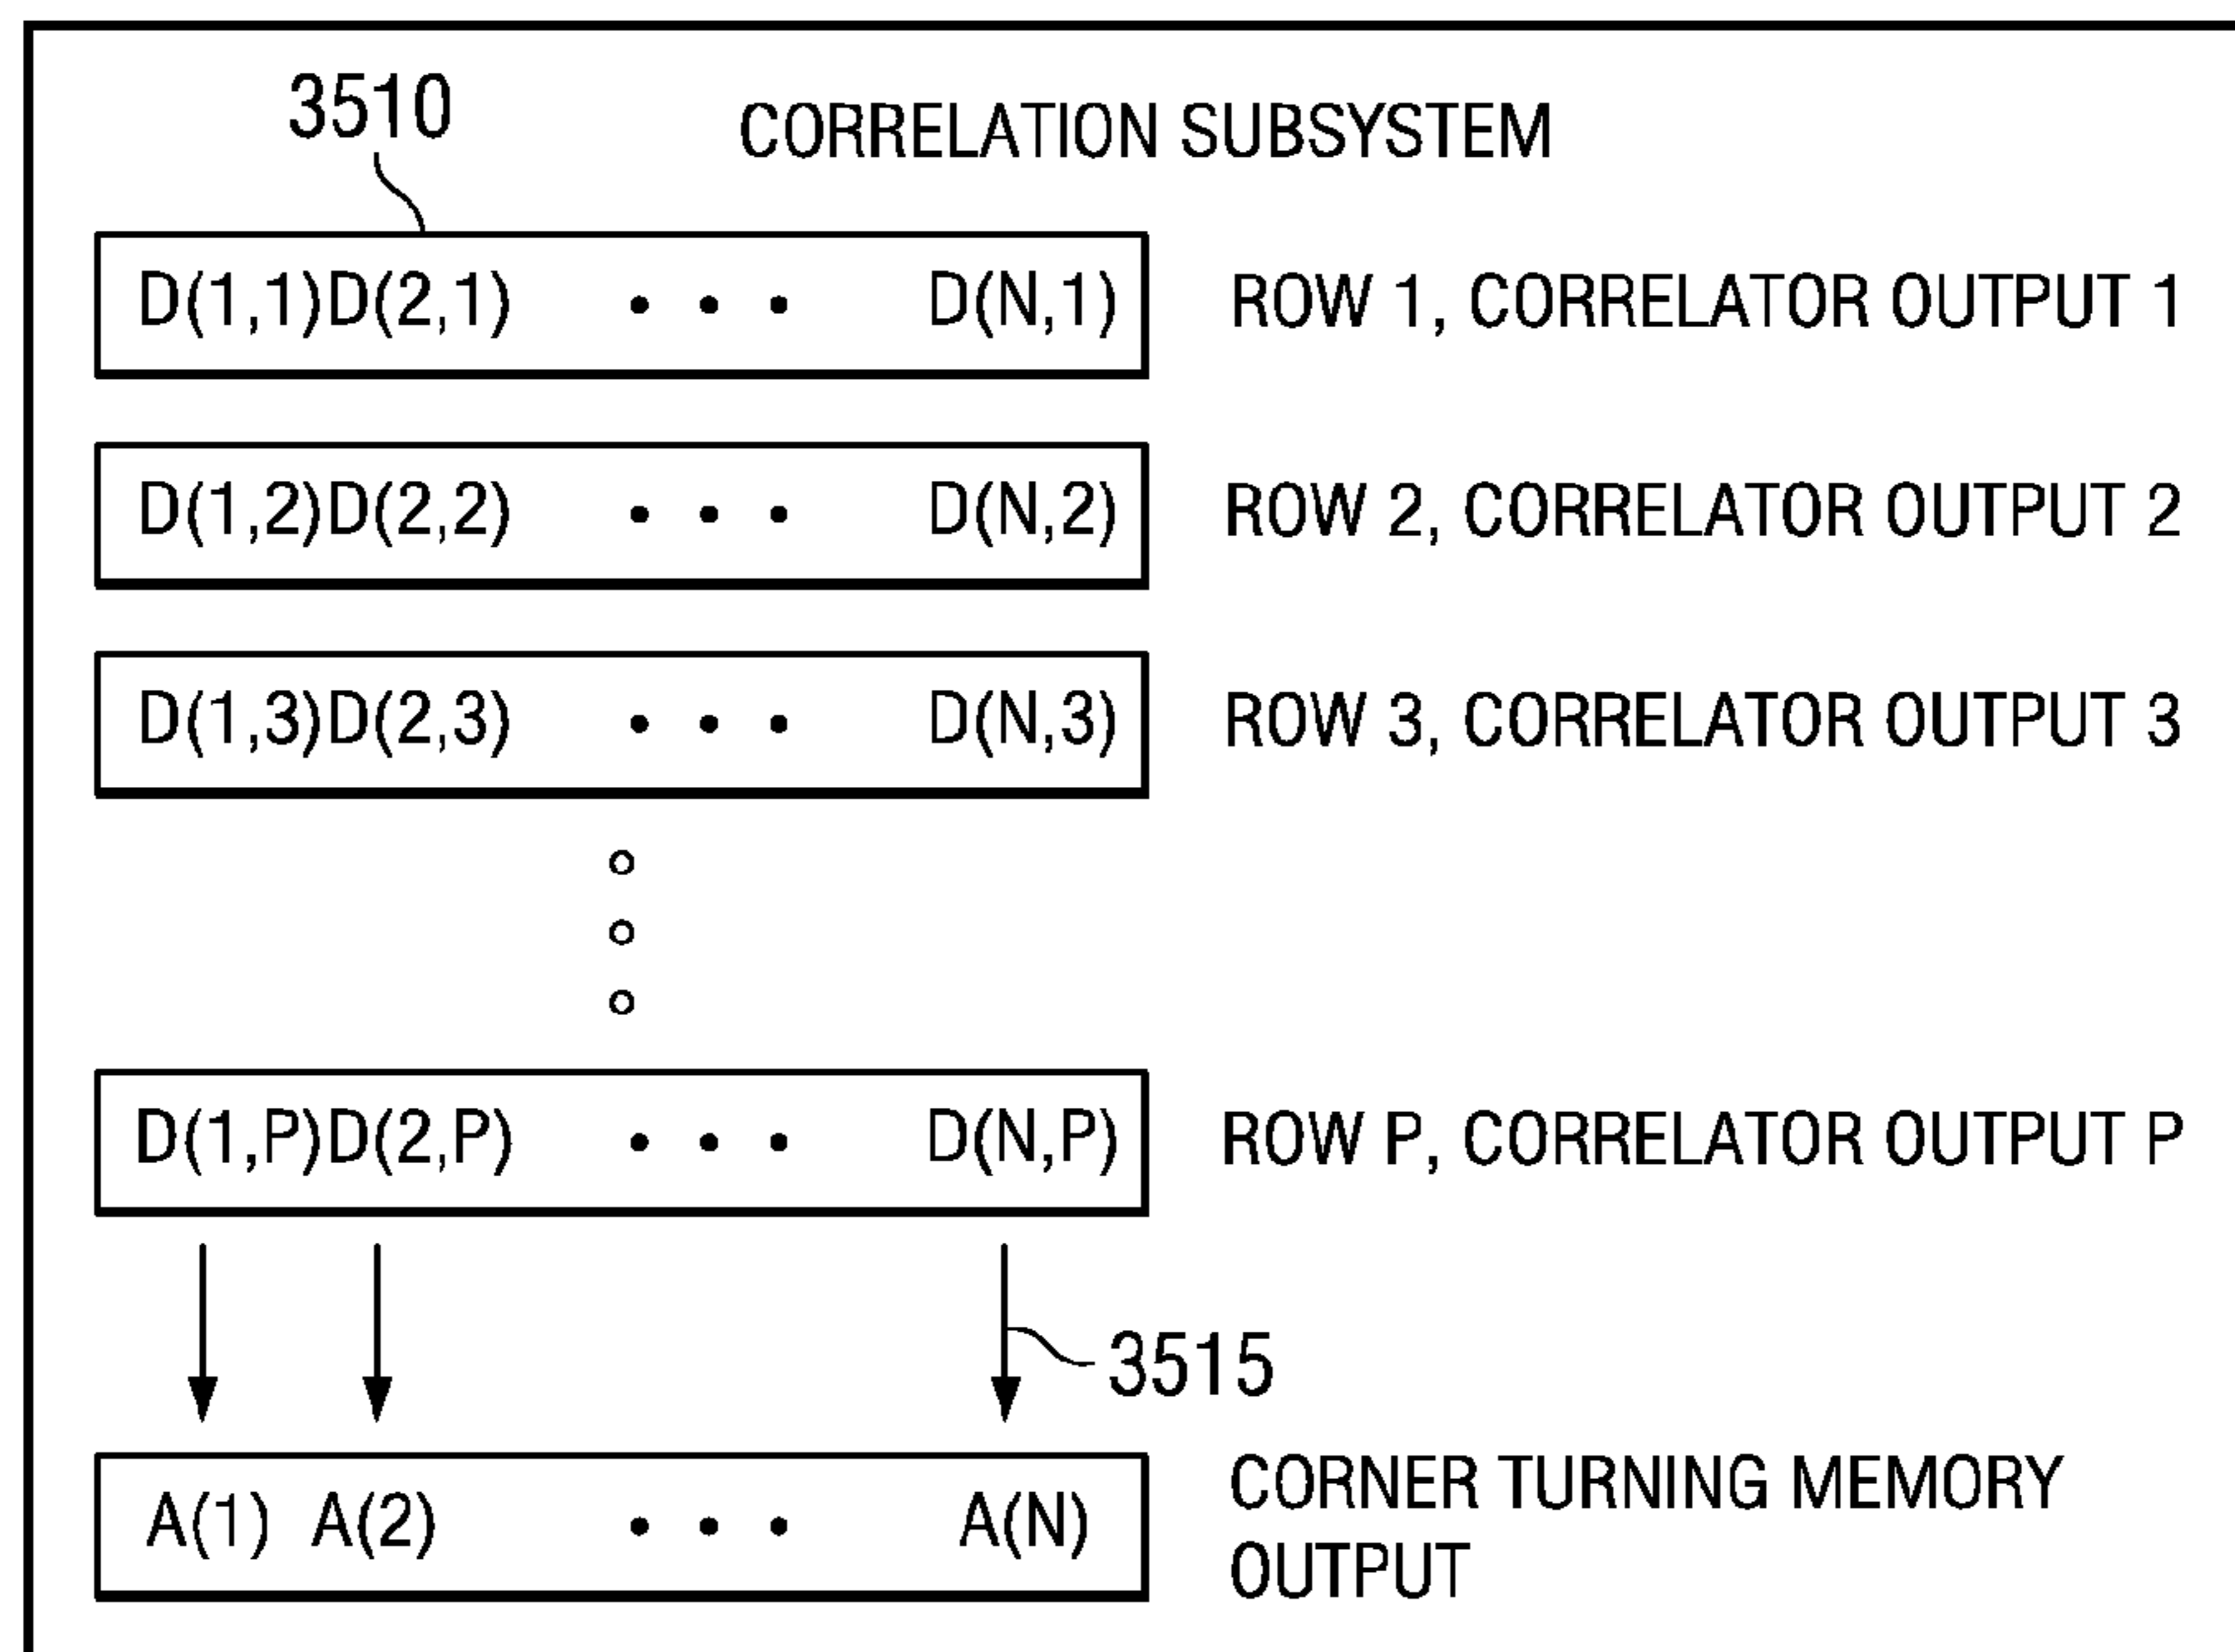 3510
CORRELATION SUBSYSTEM
D(1,1)D(2,1) • • • D(N,1) ROW 1, CORRELATOR OUTPUT 1
D(1,2)D(2,2) • • • D(N,2) ROW 2, CORRELATOR OUTPUT 2
D(1,3)D(2,3) • • • D(N,3) ROW 3, CORRELATOR OUTPUT 3
D(1,P)D(2,P) • • • D(N,P) ROW P, CORRELATOR OUTPUT P
3515
A(1) A(2) • • • A(N)
CORNER TURNING MEMORY
OUTPUT